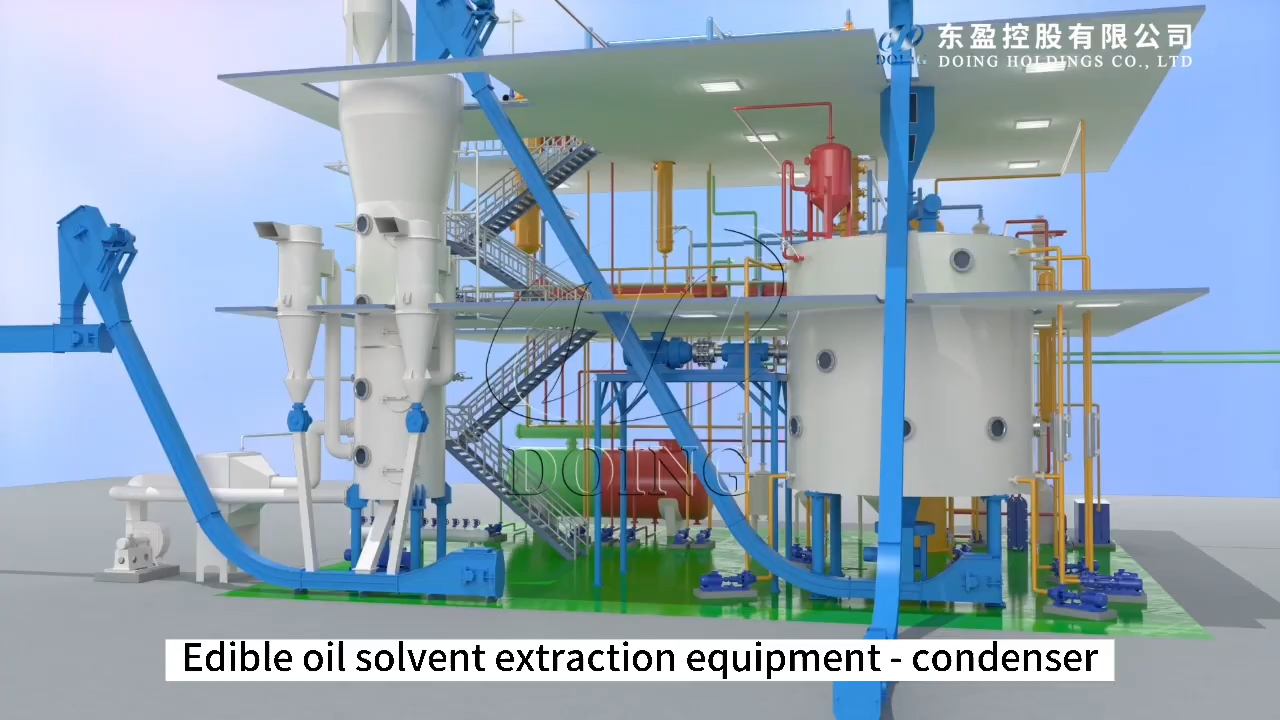 东盈控股有限公司
DOING
DOING HOLDINGS CO., LTD
DOING
Edible oil solvent extraction equipment - condenser